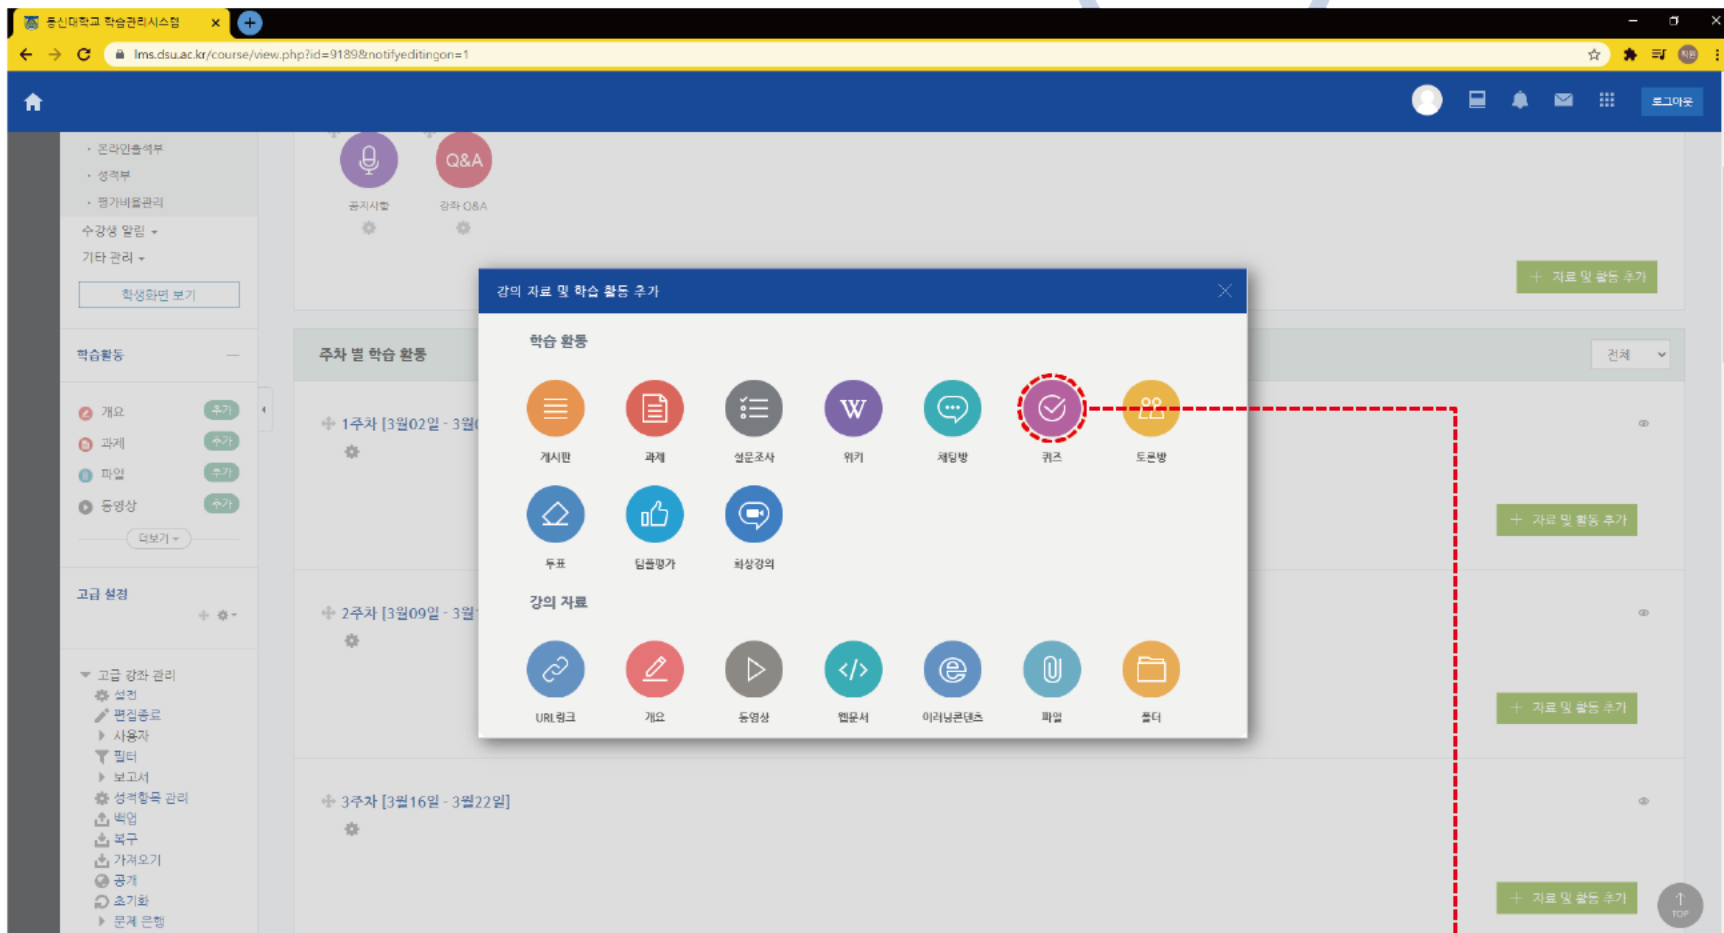 동신대학교 학습관리시스템
lms.dsu.ac.kr/course/view.php?id=9189&notifyeditingon=1
로그아웃
온라인출석부
성적부
평가비율관리
수강생 알림
기타 관리
학생화면 보기
Q&A
공지사항
강좌 Q&A
+ 자료 및 활동 추가
학습활동
개요 추가
과제 추가
파일 추가
동영상 추가
더보기
고급 설정
고급 강좌 관리
설정
편집종료
사용자
필터
보고서
성적항목 관리
백업
복구
가져오기
공개
초기화
문제 은행
주차 별 학습 활동
전체
1주차 [3월02일 - 3월0
+ 자료 및 활동 추가
2주차 [3월09일 - 3월
+ 자료 및 활동 추가
3주차 [3월16일 - 3월22일]
+ 자료 및 활동 추가
TOP
강의 자료 및 학습 활동 추가
학습 활동
W
게시판 과제 설문조사 위키 채팅방 퀴즈 토론방
투표 팀플평가 화상강의
강의 자료
</>
URL링크 개요 동영상 웹문서 이러닝콘텐츠 파일 폴더